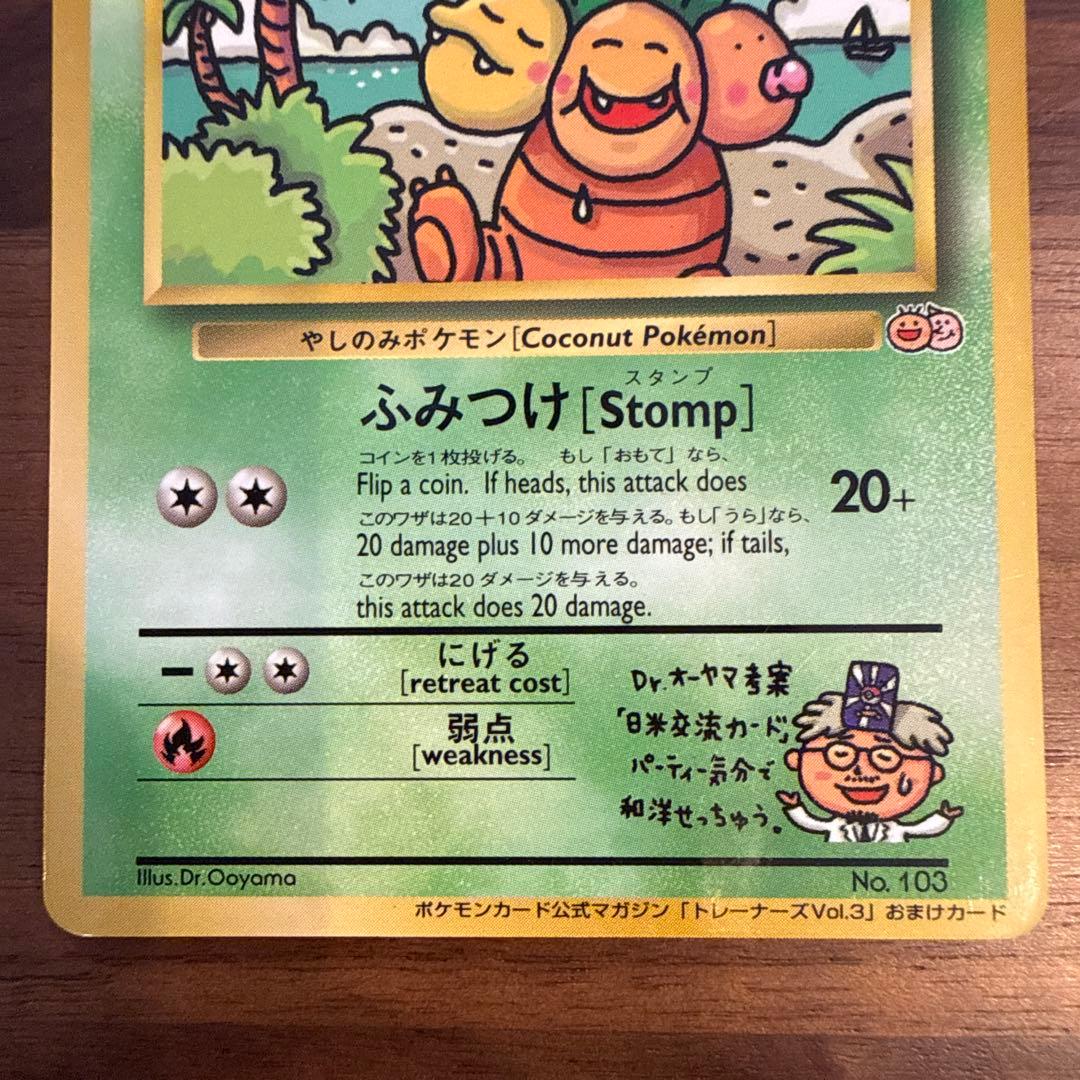 やしのみポケモン[Coconut Pokémon]
スタンプ
ふみつけ[Stomp]
コインを1枚投げる。 もし「おもて」なら、
Flip a coin. If heads, this attack does
20+
このワザは20+10ダメージを与える。もし「うら」なら、
20 damage plus 10 more damage; if tails,
このワザは20ダメージを与える。
this attack does 20 damage.
にげる
[retreat cost]
弱点
[weakness]
Dr.オーヤマ考案
「日米交流カード」
パーティー気分で
和洋せっちゅう。
Illus.Dr.Ooyama
No. 103
ポケモンカード公式マガジン「トレーナーズVol.3」おまけカード